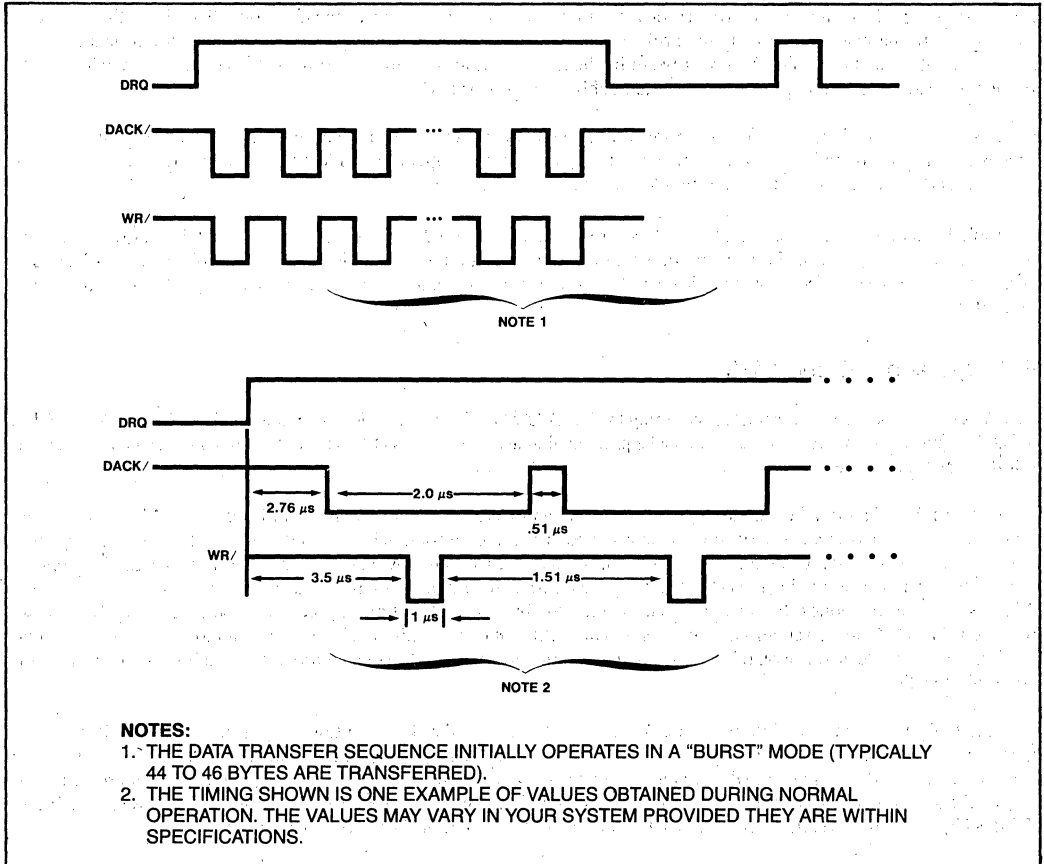 DRQ
DACK/
...
WR/
...
NOTE 1
DRQ
DACK/
2.0 µs
2.76 µs
.51 µs
WR/
3.5 µs
1.51 µs
1 µs
NOTE 2
NOTES:
1. THE DATA TRANSFER SEQUENCE INITIALLY OPERATES IN A “BURST” MODE (TYPICALLY
44 TO 46 BYTES ARE TRANSFERRED).
2. THE TIMING SHOWN IS ONE EXAMPLE OF VALUES OBTAINED DURING NORMAL
OPERATION. THE VALUES MAY VARY IN YOUR SYSTEM PROVIDED THEY ARE WITHIN
SPECIFICATIONS.